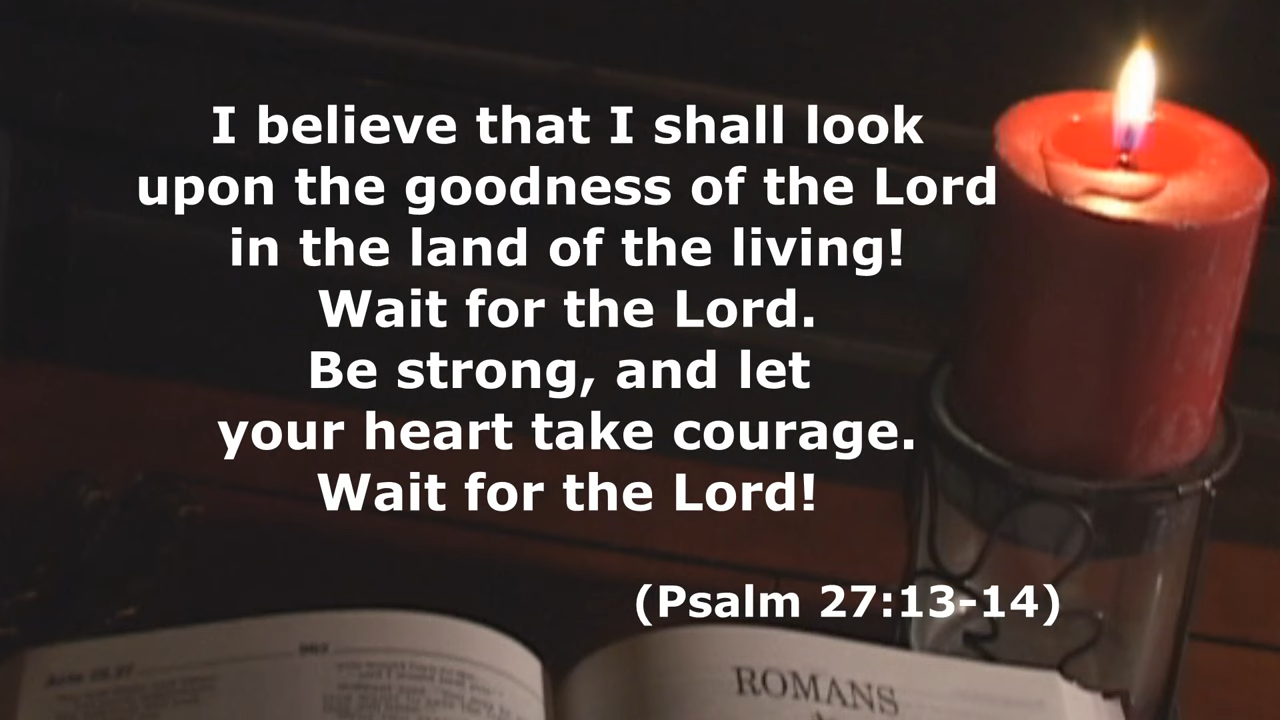 I believe that I shall look
upon the goodness of the Lord
in the land of the living!
Wait for the Lord.
Be strong, and let
your heart take courage.
Wait for the Lord!
(Psalm 27:13-14)
ROMANS